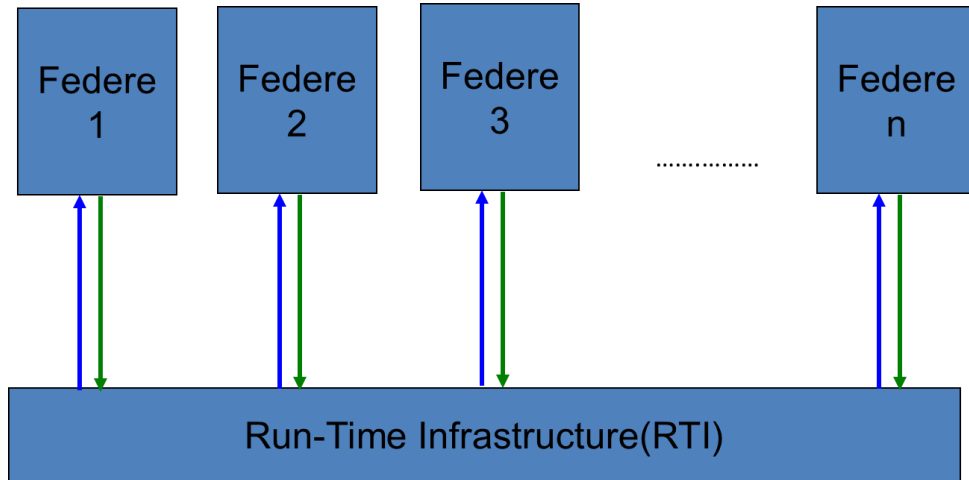 Federe
1
Federe
2
Federe
3
……………
Federe
n
Run-Time Infrastructure(RTI)